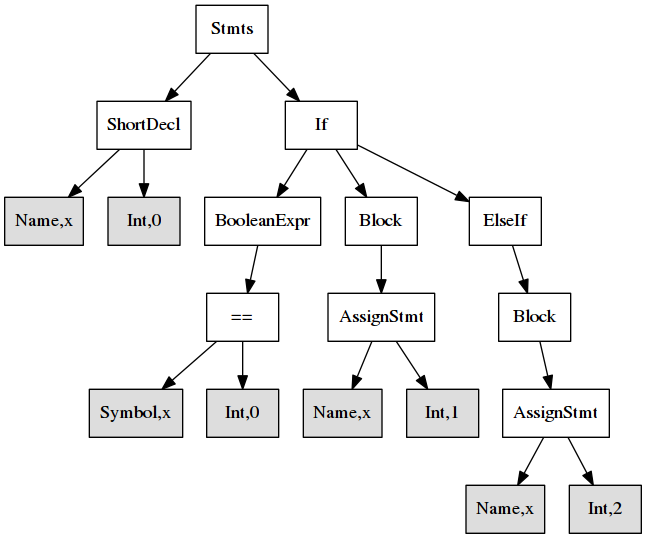 Stmts
ShortDecl
If
Name,x
Int,0
BooleanExpr
Block
ElseIf
==
AssignStmt
Block
Symbol,x
Int,0
Name,x
Int,1
AssignStmt
Name,x
Int,2